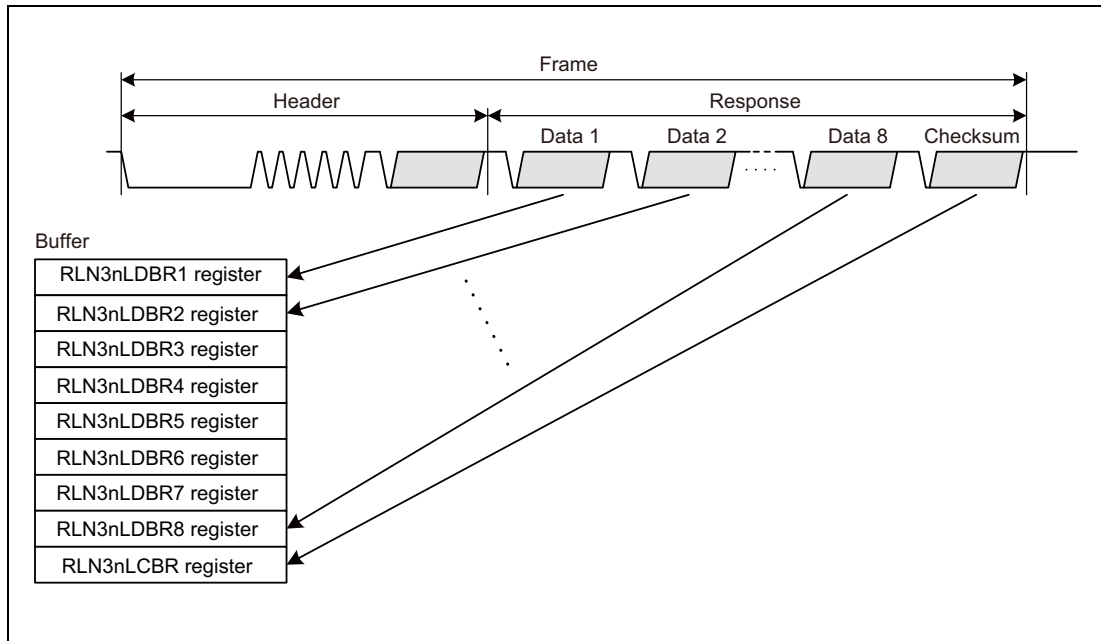 Frame
Header
Response
Data 1
Data 2
Data 8
Checksum
Buffer
RLN3nLDBR1 register
RLN3nLDBR2 register
RLN3nLDBR3 register
RLN3nLDBR4 register
RLN3nLDBR5 register
RLN3nLDBR6 register
RLN3nLDBR7 register
RLN3nLDBR8 register
RLN3nLCBR register